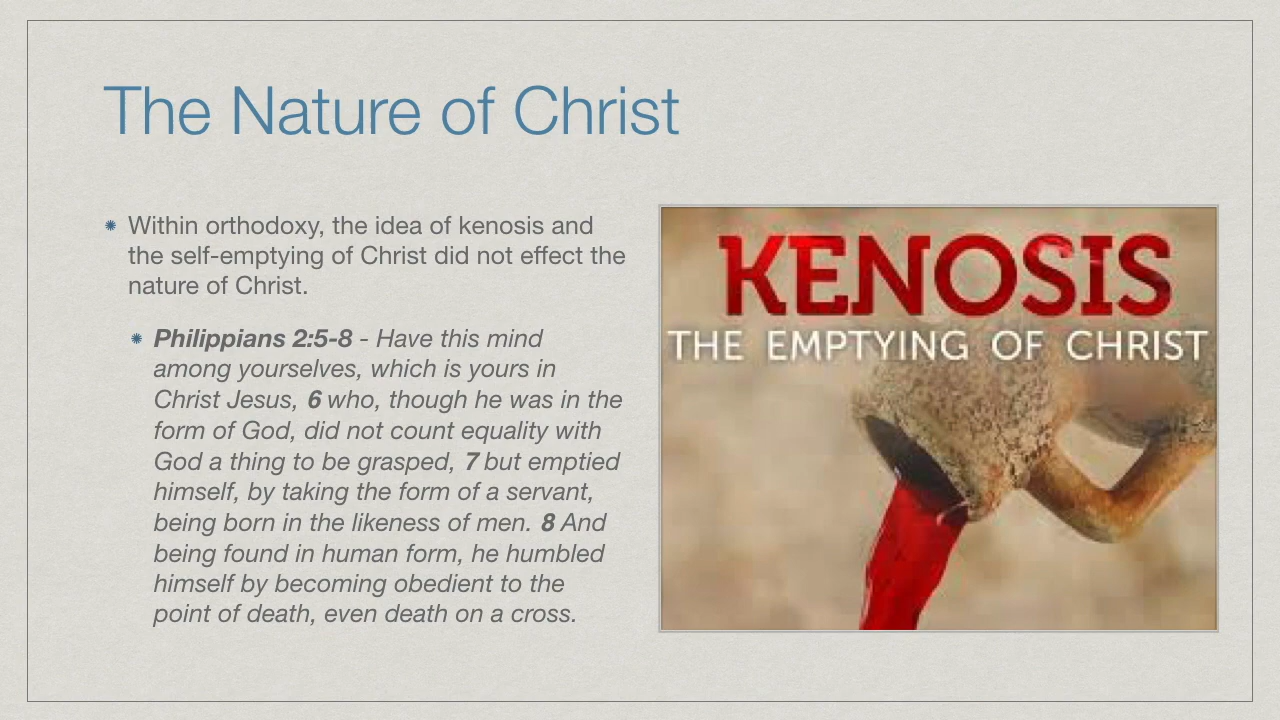 The Nature of Christ
Within orthodoxy, the idea of kenosis and
the self-emptying of Christ did not effect the
nature of Christ.
Philippians 2:5-8 - Have this mind
among yourselves, which is yours in
Christ Jesus, 6 who, though he was in the
form of God, did not count equality with
God a thing to be grasped, 7 but emptied
himself, by taking the form of a servant,
being born in the likeness of men. 8 And
being found in human form, he humbled
himself by becoming obedient to the
point of death, even death on a cross.
KENOSIS
THE EMPTYING OF CHRIST